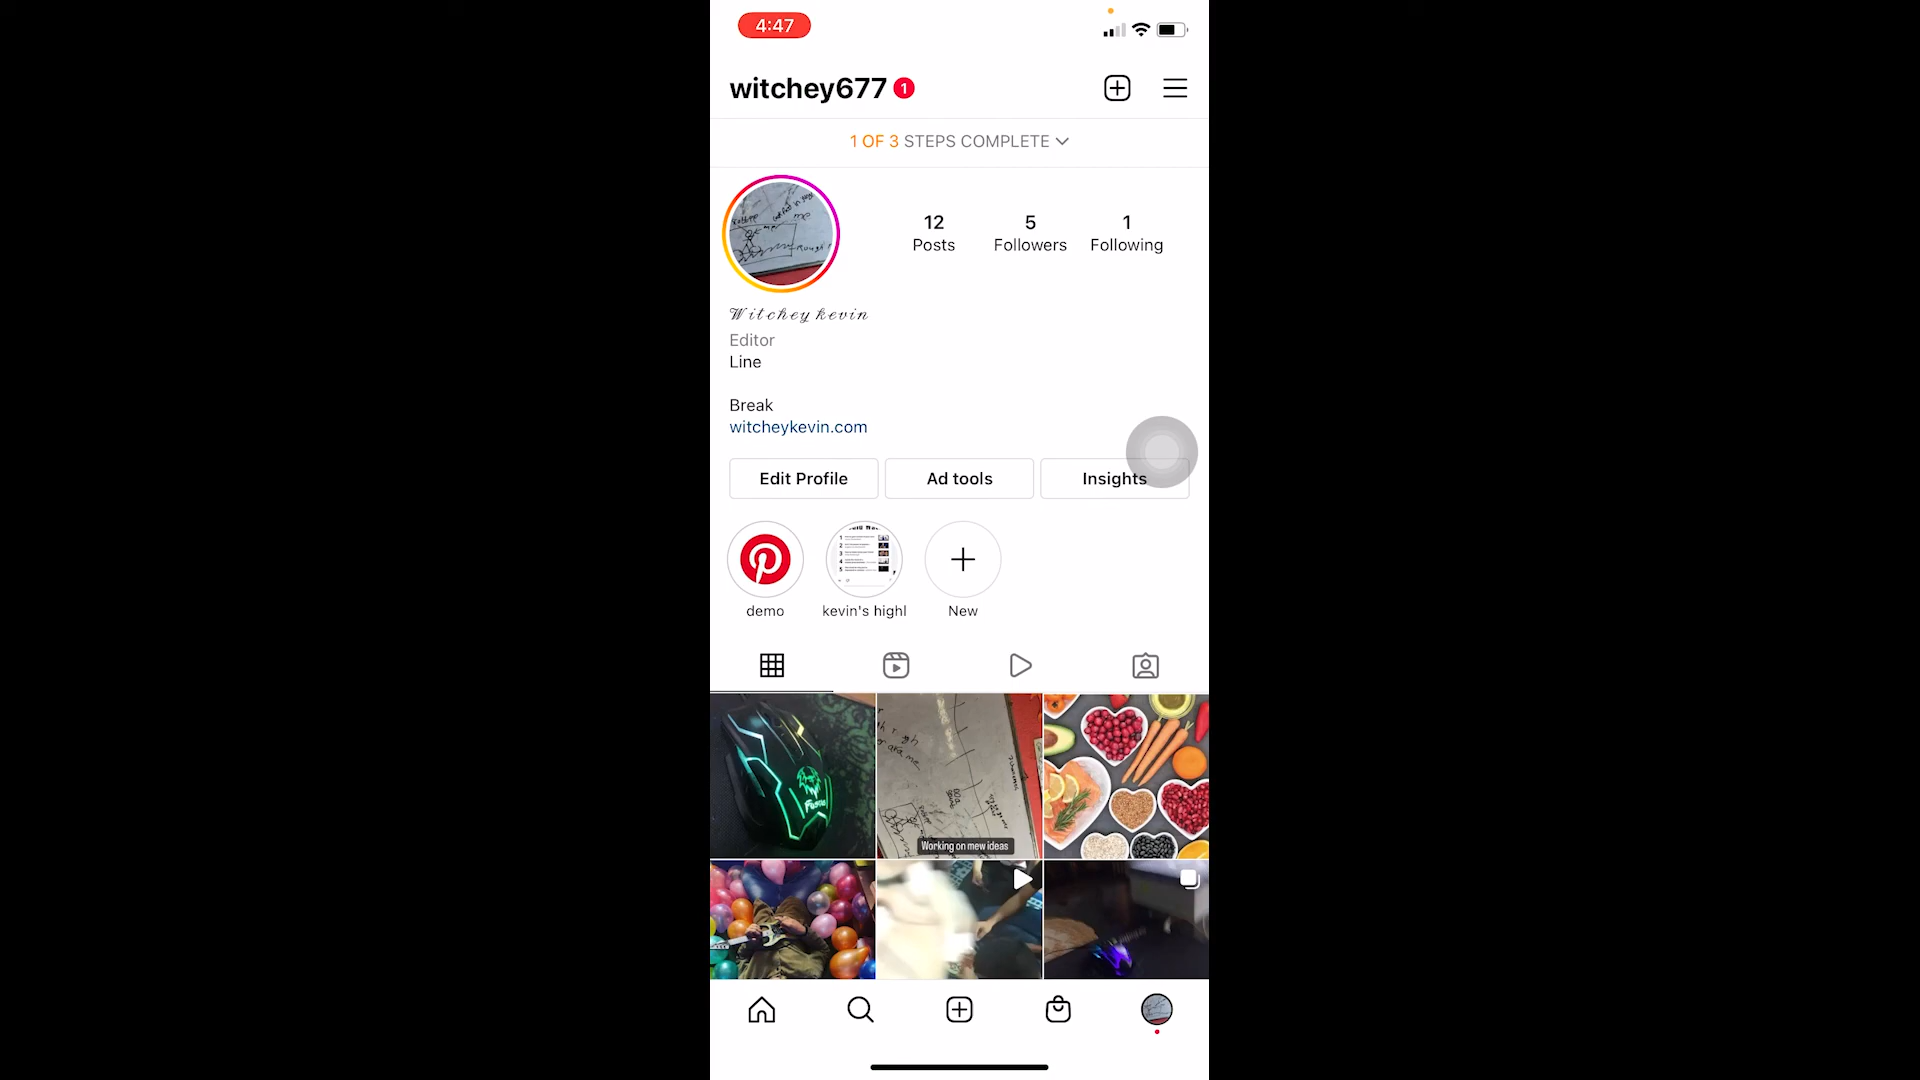 4:47
witchey677 1
1 OF 3 STEPS COMPLETE
12 5 1
Posts Followers Following
Witchey kevin
Editor
Line
Break
witcheykevin.com
Edit Profile Ad tools Insights
demo kevin's highl New
Working on mew ideas